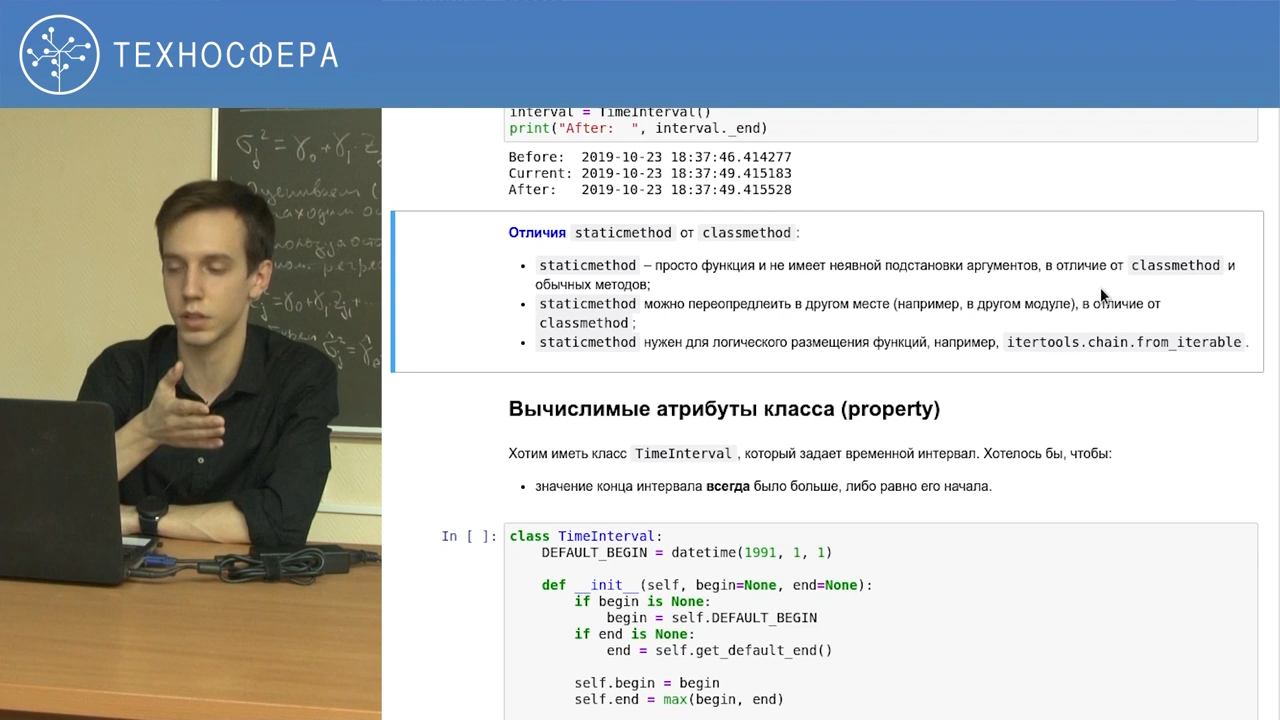 ТЕХНОСФЕРА
interval = TimeInterval()
print("After:  ", interval._end)
Before:  2019-10-23 18:37:46.414277
Current: 2019-10-23 18:37:49.415183
After:   2019-10-23 18:37:49.415528
Отличия staticmethod от classmethod :
• staticmethod – просто функция и не имеет неявной подстановки аргументов, в отличие от classmethod и
обычных методов;
• staticmethod можно переопредлеить в другом месте (например, в другом модуле), в отличие от
classmethod ;
• staticmethod нужен для логического размещения функций, например, itertools.chain.from_iterable .
Вычислимые атрибуты класса (property)
Хотим иметь класс TimeInterval , который задает временной интервал. Хотелось бы, чтобы:
• значение конца интервала всегда было больше, либо равно его начала.
In [ ]: class TimeInterval:
DEFAULT_BEGIN = datetime(1991, 1, 1)
def __init__(self, begin=None, end=None):
if begin is None:
begin = self.DEFAULT_BEGIN
if end is None:
end = self.get_default_end()
self.begin = begin
self.end = max(begin, end)